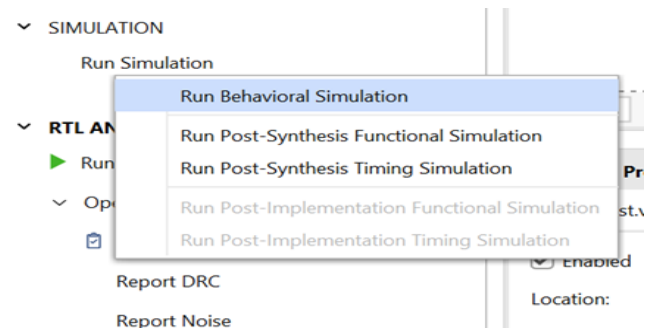 SIMULATION
Run Simulation
Run Behavioral Simulation
RTL AN
Run Post-Synthesis Functional Simulation
Run
Run Post-Synthesis Timing Simulation
Pr
Op
Run Post-Implementation Functional Simulation
st.v
Run Post-Implementation Timing Simulation
Enabled
Report DRC
Location:
Report Noise